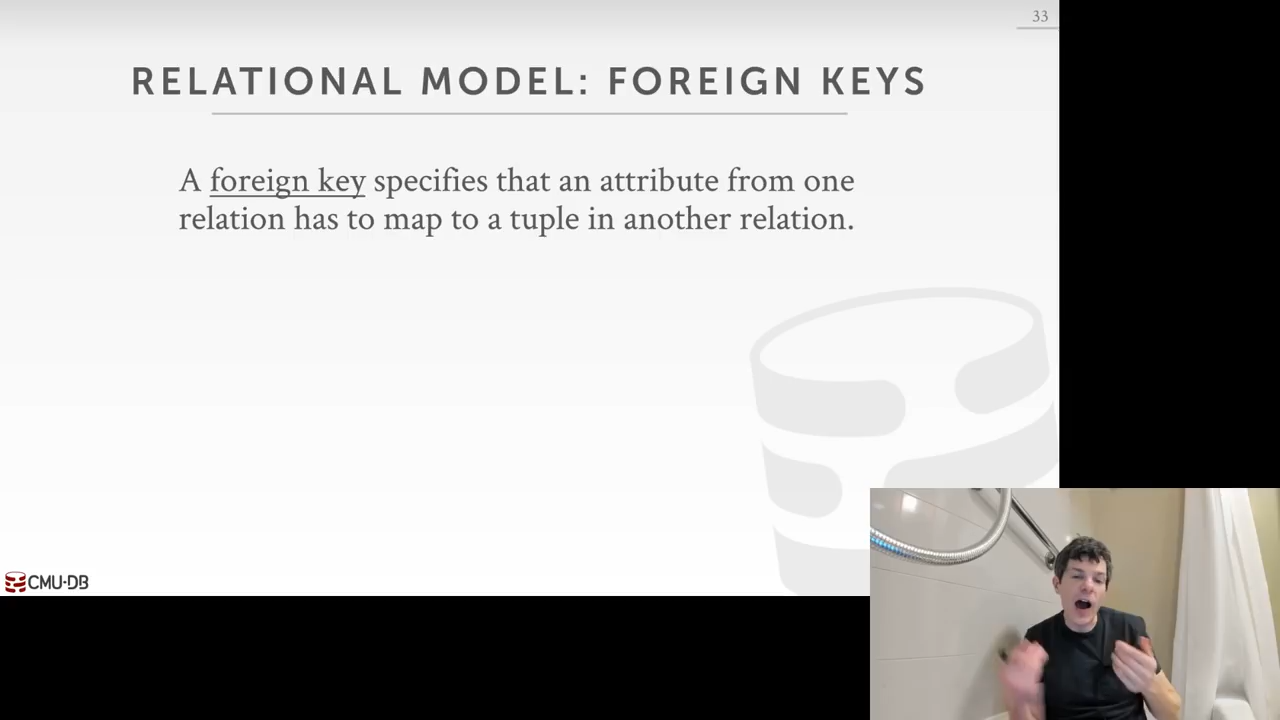 33
RELATIONAL MODEL: FOREIGN KEYS
A foreign key specifies that an attribute from one
relation has to map to a tuple in another relation.
CMU·DB